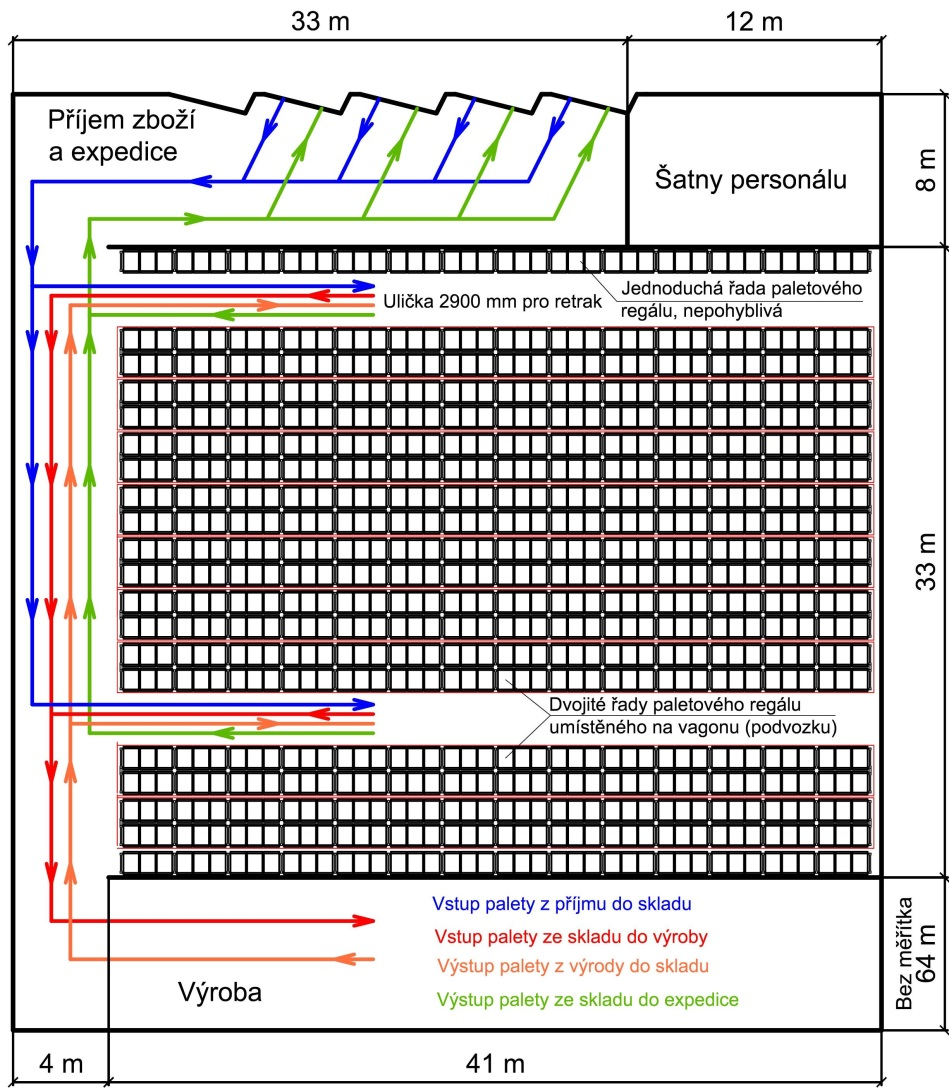 33 m
12 m
Příjem zboží
a expedice
Šatny personálu
8 m
Jednoduchá řada paletového
regálu, nepohyblivá
Ulička 2900 mm pro retrak
33 m
Dvojité řady paletového regálu
umístěného na vagonu (podvozku)
Vstup palety z příjmu do skladu
Vstup palety ze skladu do výroby
Výstup palety z výrody do skladu
Výstup palety ze skladu do expedice
Výroba
Bez měřítka
64 m
4 m
41 m